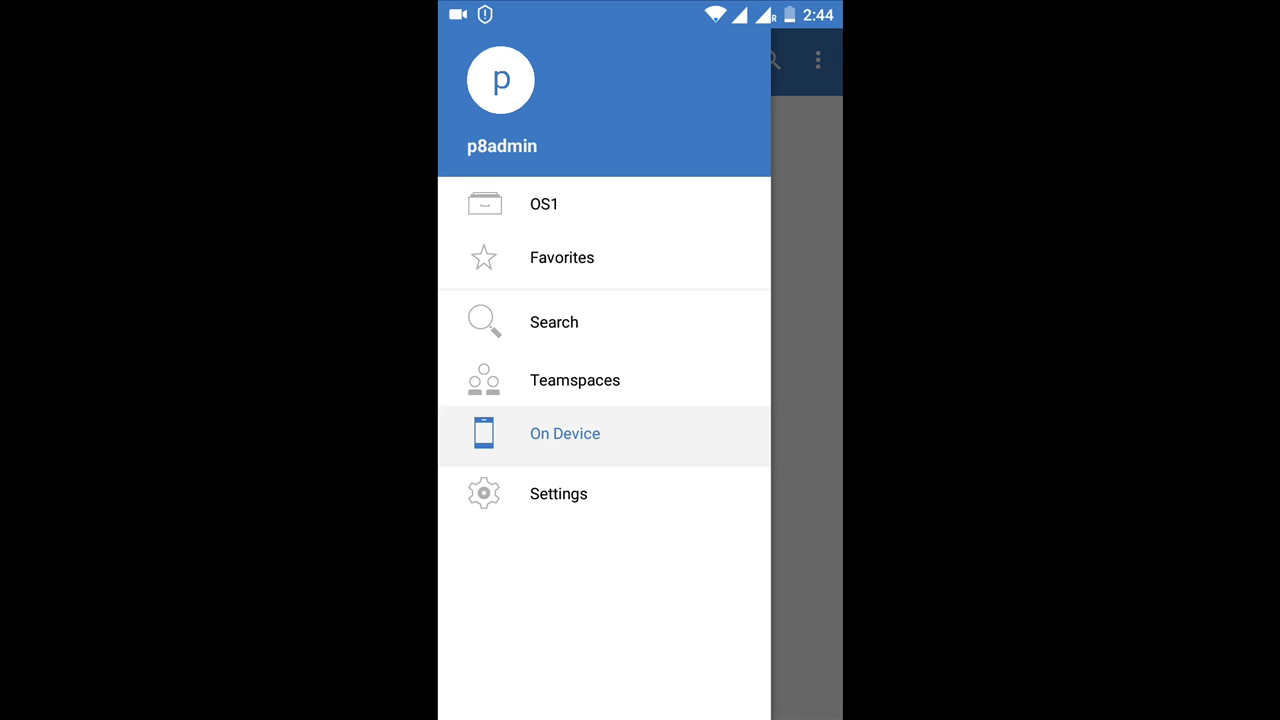 2:44
p
p8admin
OS1
Favorites
Search
Teamspaces
On Device
Settings